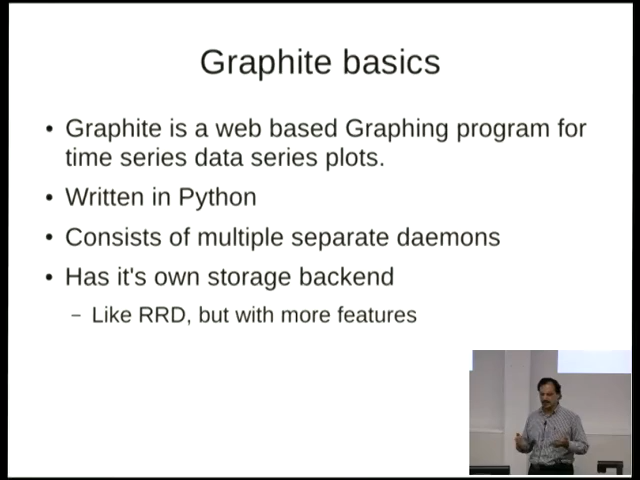 Graphite basics
• Graphite is a web based Graphing program for
time series data series plots.
• Written in Python
• Consists of multiple separate daemons
• Has it's own storage backend
– Like RRD, but with more features